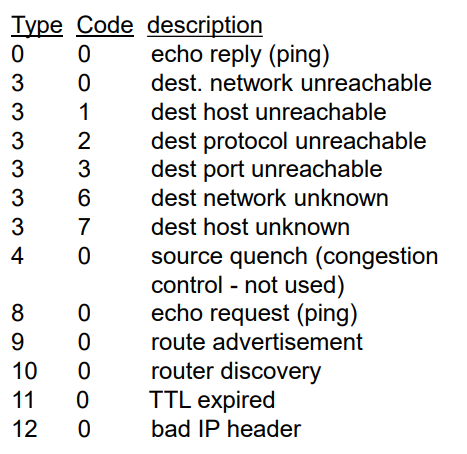 Type Code description
0 0 echo reply (ping)
3 0 dest. network unreachable
3 1 dest host unreachable
3 2 dest protocol unreachable
3 3 dest port unreachable
3 6 dest network unknown
3 7 dest host unknown
4 0 source quench (congestion
control - not used)
8 0 echo request (ping)
9 0 route advertisement
10 0 router discovery
11 0 TTL expired
12 0 bad IP header